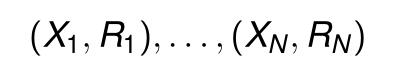 (X₁, R₁), . . . , (X_N, R_N)